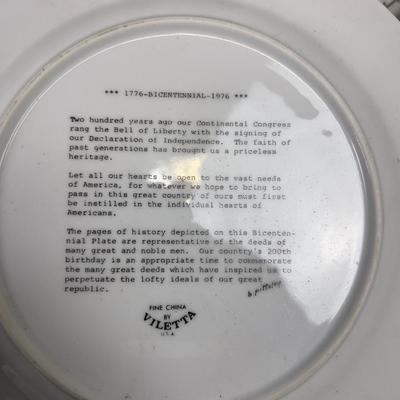 *** 1776-BICENTENNIAL-1976 ***
Two hundred years ago our Continental Congress
rang the Bell of Liberty with the signing of
our Declaration of Independence. The faith of
past generations has brought us a priceless
heritage.
Let all our hearts be open to the vast needs
of America, for whatever we hope to bring to
pass in this great country of ours must first
be instilled in the individual hearts of
Americans.
The pages of history depicted on this Bicenten-
nial Plate are representative of the deeds of
many great and noble men. Our country's 200th
birthday is an appropriate time to commemorate
the many great deeds which have inspired us to
perpetuate the lofty ideals of our great
republic.
FINE CHINA
BY
VILETTA
U.S.A.